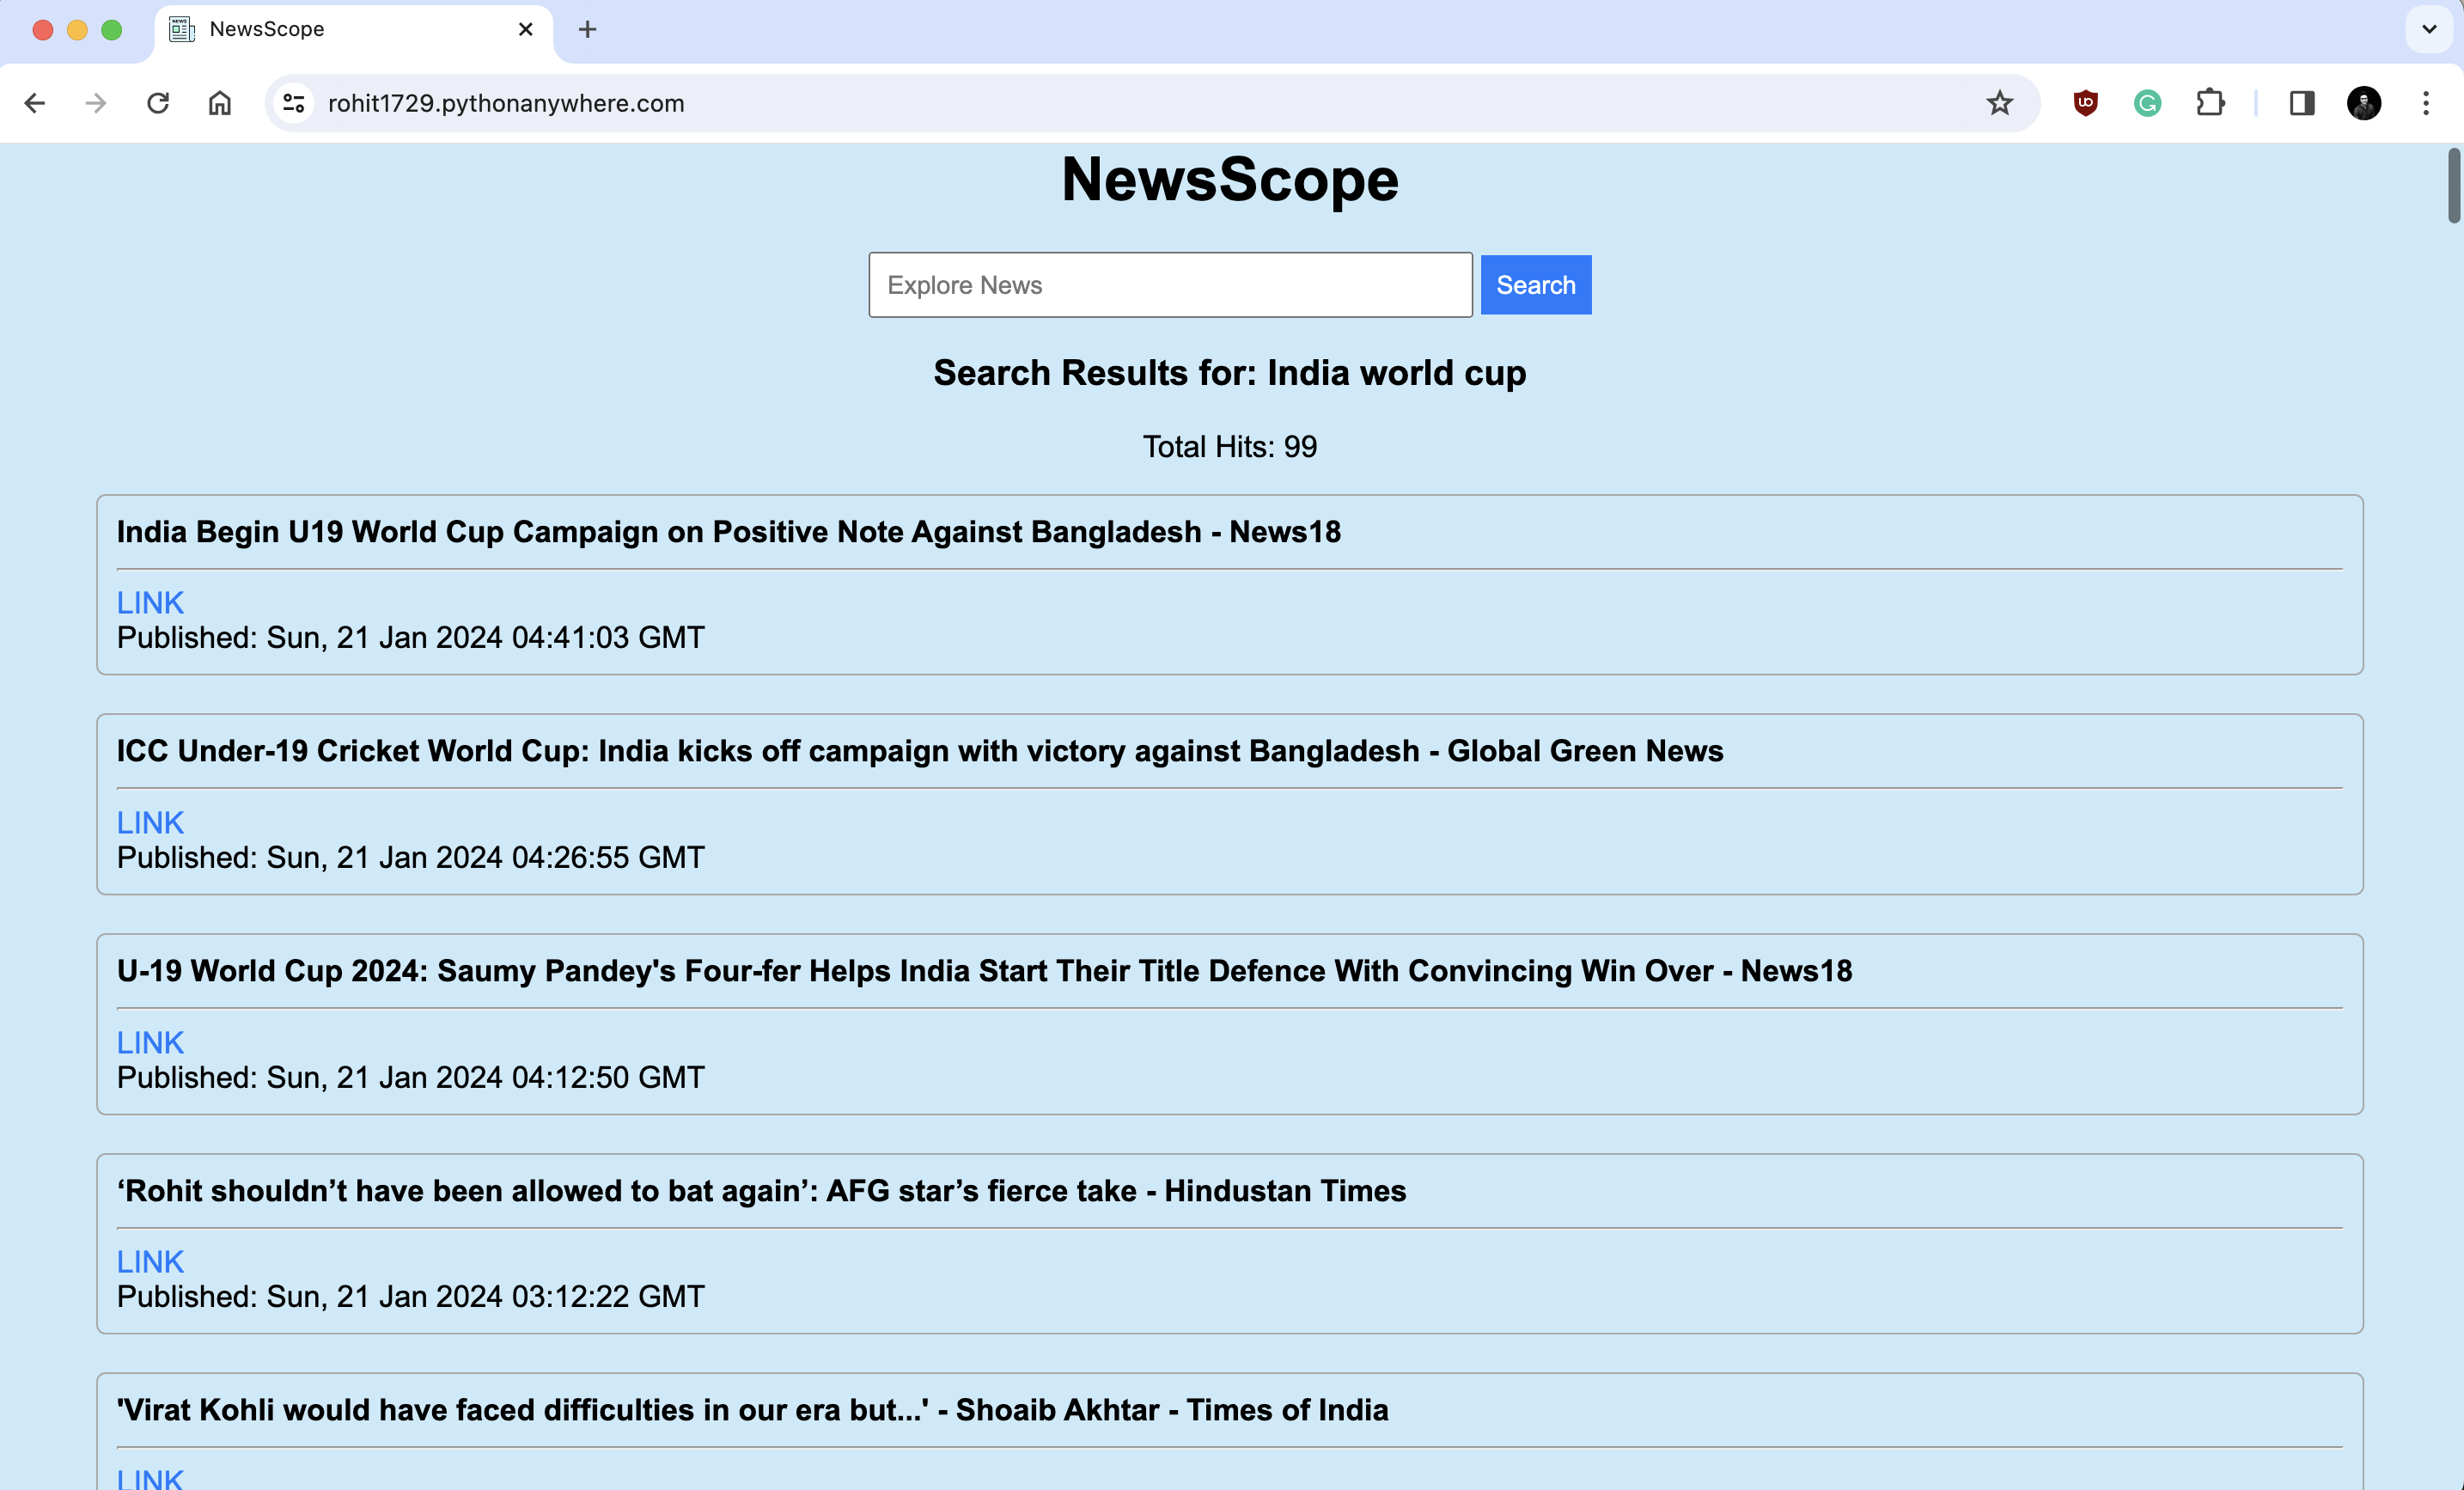 NewsScope
rohit1729.pythonanywhere.com
NewsScope
Explore News
Search
Search Results for: India world cup
Total Hits: 99
India Begin U19 World Cup Campaign on Positive Note Against Bangladesh - News18
LINK
Published: Sun, 21 Jan 2024 04:41:03 GMT
ICC Under-19 Cricket World Cup: India kicks off campaign with victory against Bangladesh - Global Green News
LINK
Published: Sun, 21 Jan 2024 04:26:55 GMT
U-19 World Cup 2024: Saumy Pandey's Four-fer Helps India Start Their Title Defence With Convincing Win Over - News18
LINK
Published: Sun, 21 Jan 2024 04:12:50 GMT
‘Rohit shouldn’t have been allowed to bat again’: AFG star’s fierce take - Hindustan Times
LINK
Published: Sun, 21 Jan 2024 03:12:22 GMT
'Virat Kohli would have faced difficulties in our era but...' - Shoaib Akhtar - Times of India
LINK